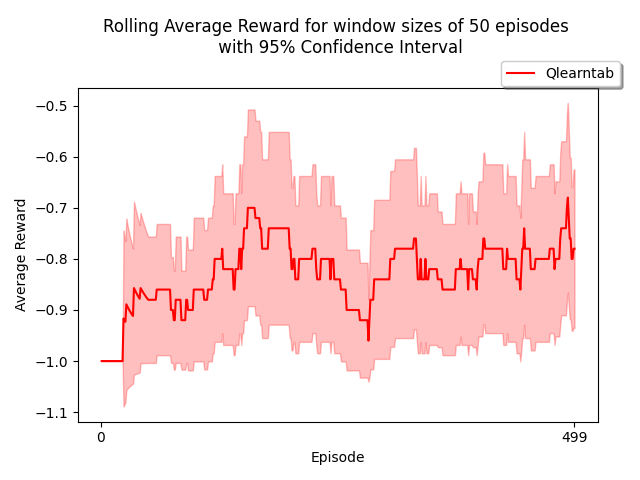 Rolling Average Reward for window sizes of 50 episodes
with 95% Confidence Interval
Qlearntab
−0.5
−0.6
−0.7
−0.8
−0.9
−1.0
−1.1
Average Reward
0
499
Episode